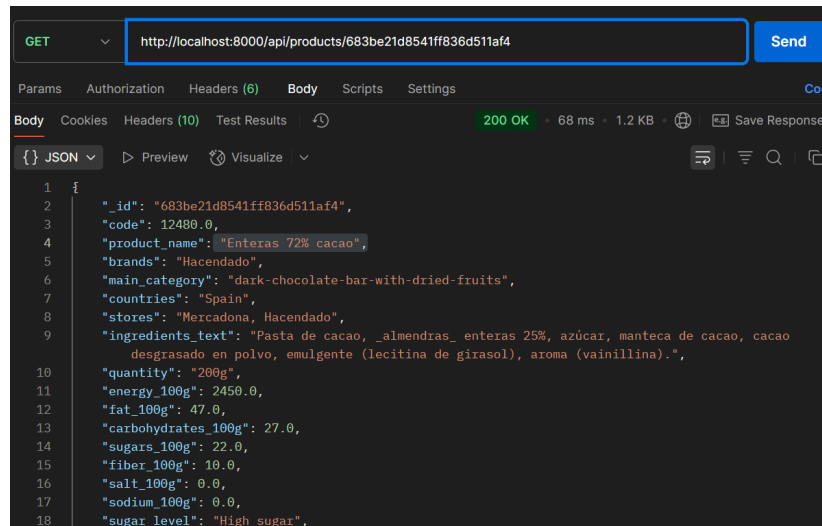 GET http://localhost:8000/api/products/683be21d8541ff836d511af4 Send
Params Authorization Headers (6) Body Scripts Settings
Body Cookies Headers (10) Test Results 200 OK • 68 ms • 1.2 KB • e.g. Save Response
{} JSON Preview Visualize
1 {
2 "_id": "683be21d8541ff836d511af4",
3 "code": 12480.0,
4 "product_name": "Enteras 72% cacao",
5 "brands": "Hacendado",
6 "main_category": "dark-chocolate-bar-with-dried-fruits",
7 "countries": "Spain",
8 "stores": "Mercadona, Hacendado",
9 "ingredients_text": "Pasta de cacao, _almendras_ enteras 25%, azúcar, manteca de cacao, cacao
desgrasado en polvo, emulgente (lecitina de girasol), aroma (vainillina).",
10 "quantity": "200g",
11 "energy_100g": 2450.0,
12 "fat_100g": 47.0,
13 "carbohydrates_100g": 27.0,
14 "sugars_100g": 22.0,
15 "fiber_100g": 10.0,
16 "salt_100g": 0.0,
17 "sodium_100g": 0.0,
18 "sugar_level": "High sugar",